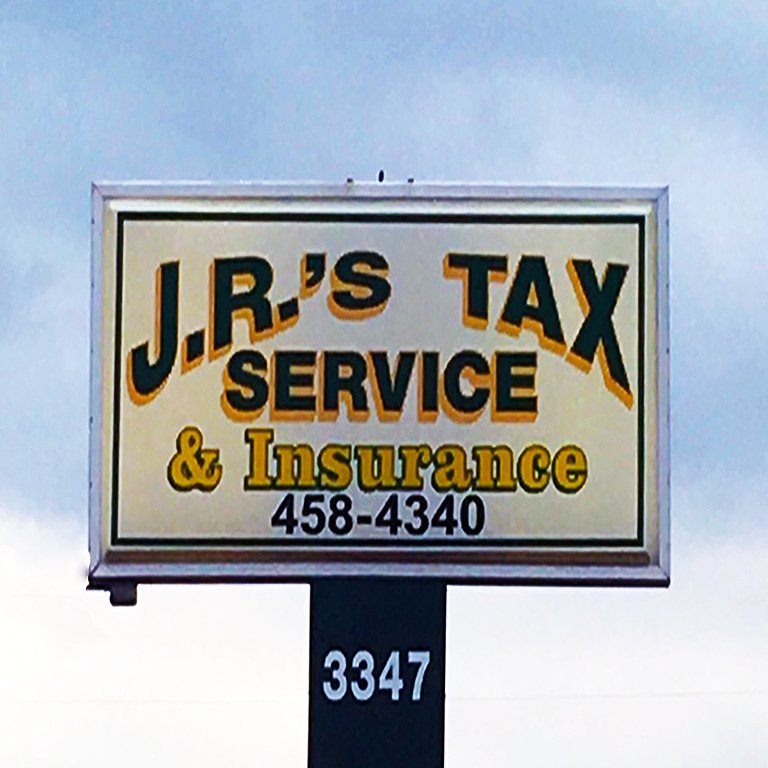 J.R.'S TAX
SERVICE
& Insurance
458-4340
3347